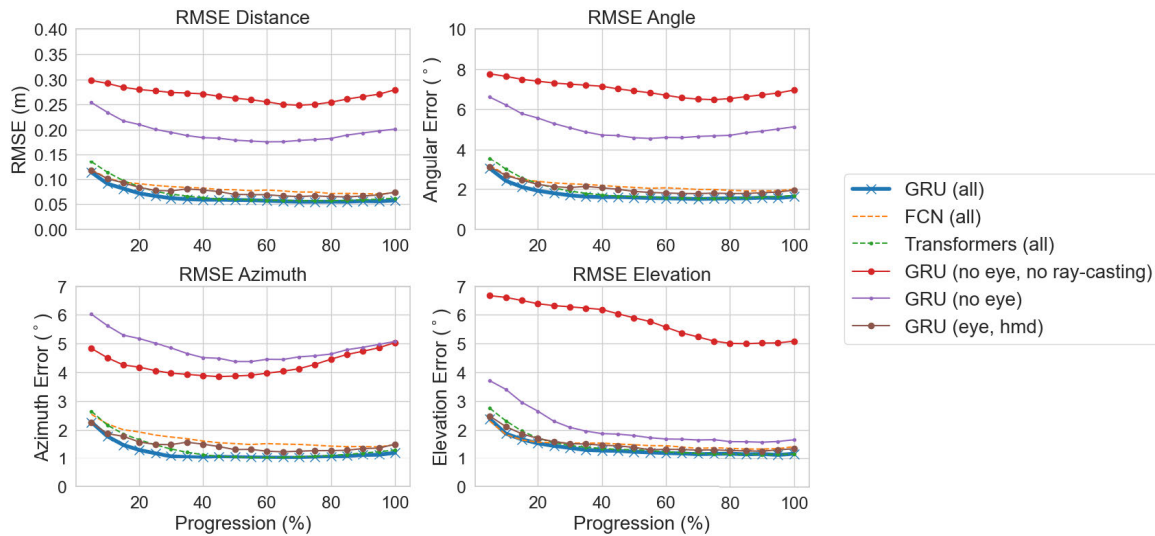 RMSE Distance
RMSE (m)
0.40
0.35
0.30
0.25
0.20
0.15
0.10
0.05
0.00
20 40 60 80 100
RMSE Angle
Angular Error (°)
10
8
6
4
2
0
20 40 60 80 100
RMSE Azimuth
Azimuth Error (°)
7
6
5
4
3
2
1
0
20 40 60 80 100
Progression (%)
RMSE Elevation
Elevation Error (°)
7
6
5
4
3
2
1
0
20 40 60 80 100
Progression (%)
GRU (all)
FCN (all)
Transformers (all)
GRU (no eye, no ray-casting)
GRU (no eye)
GRU (eye, hmd)